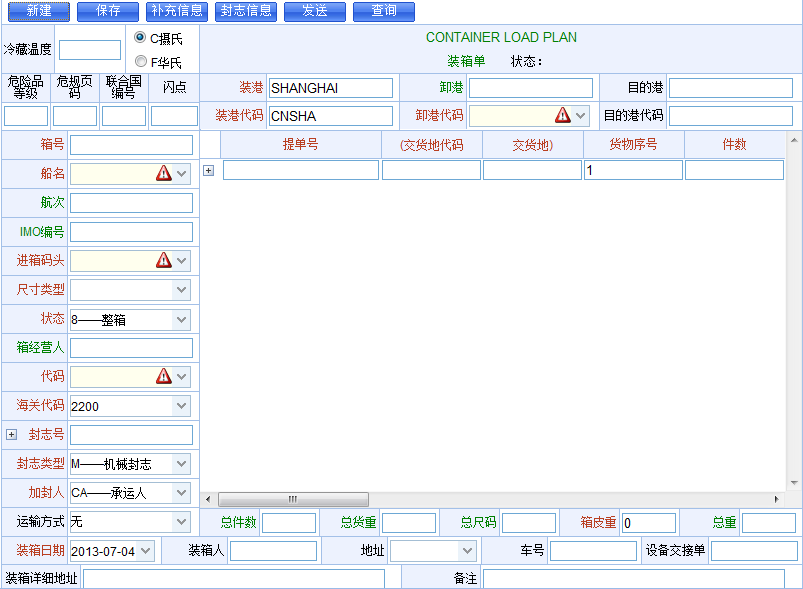 新建 保存 补充信息 封志信息 发送 查询
冷藏温度 C摄氏 F华氏
CONTAINER LOAD PLAN
装箱单 状态：
危险品等级 危规页码 联合国编号 闪点
装港 SHANGHAI 卸港 目的港
装港代码 CNSHA 卸港代码 目的港代码
箱号
提单号 (交货地代码 交货地) 货物序号 件数
1
船名
航次
IMO编号
进箱码头
尺寸类型
状态 8——整箱
箱经营人
代码
海关代码 2200
封志号
封志类型 M——机械封志
加封人 CA——承运人
运输方式 无
总件数 总货重 总尺码 箱皮重 0 总重
装箱日期 2013-07-04 装箱人 地址 车号 设备交接单
装箱详细地址 备注